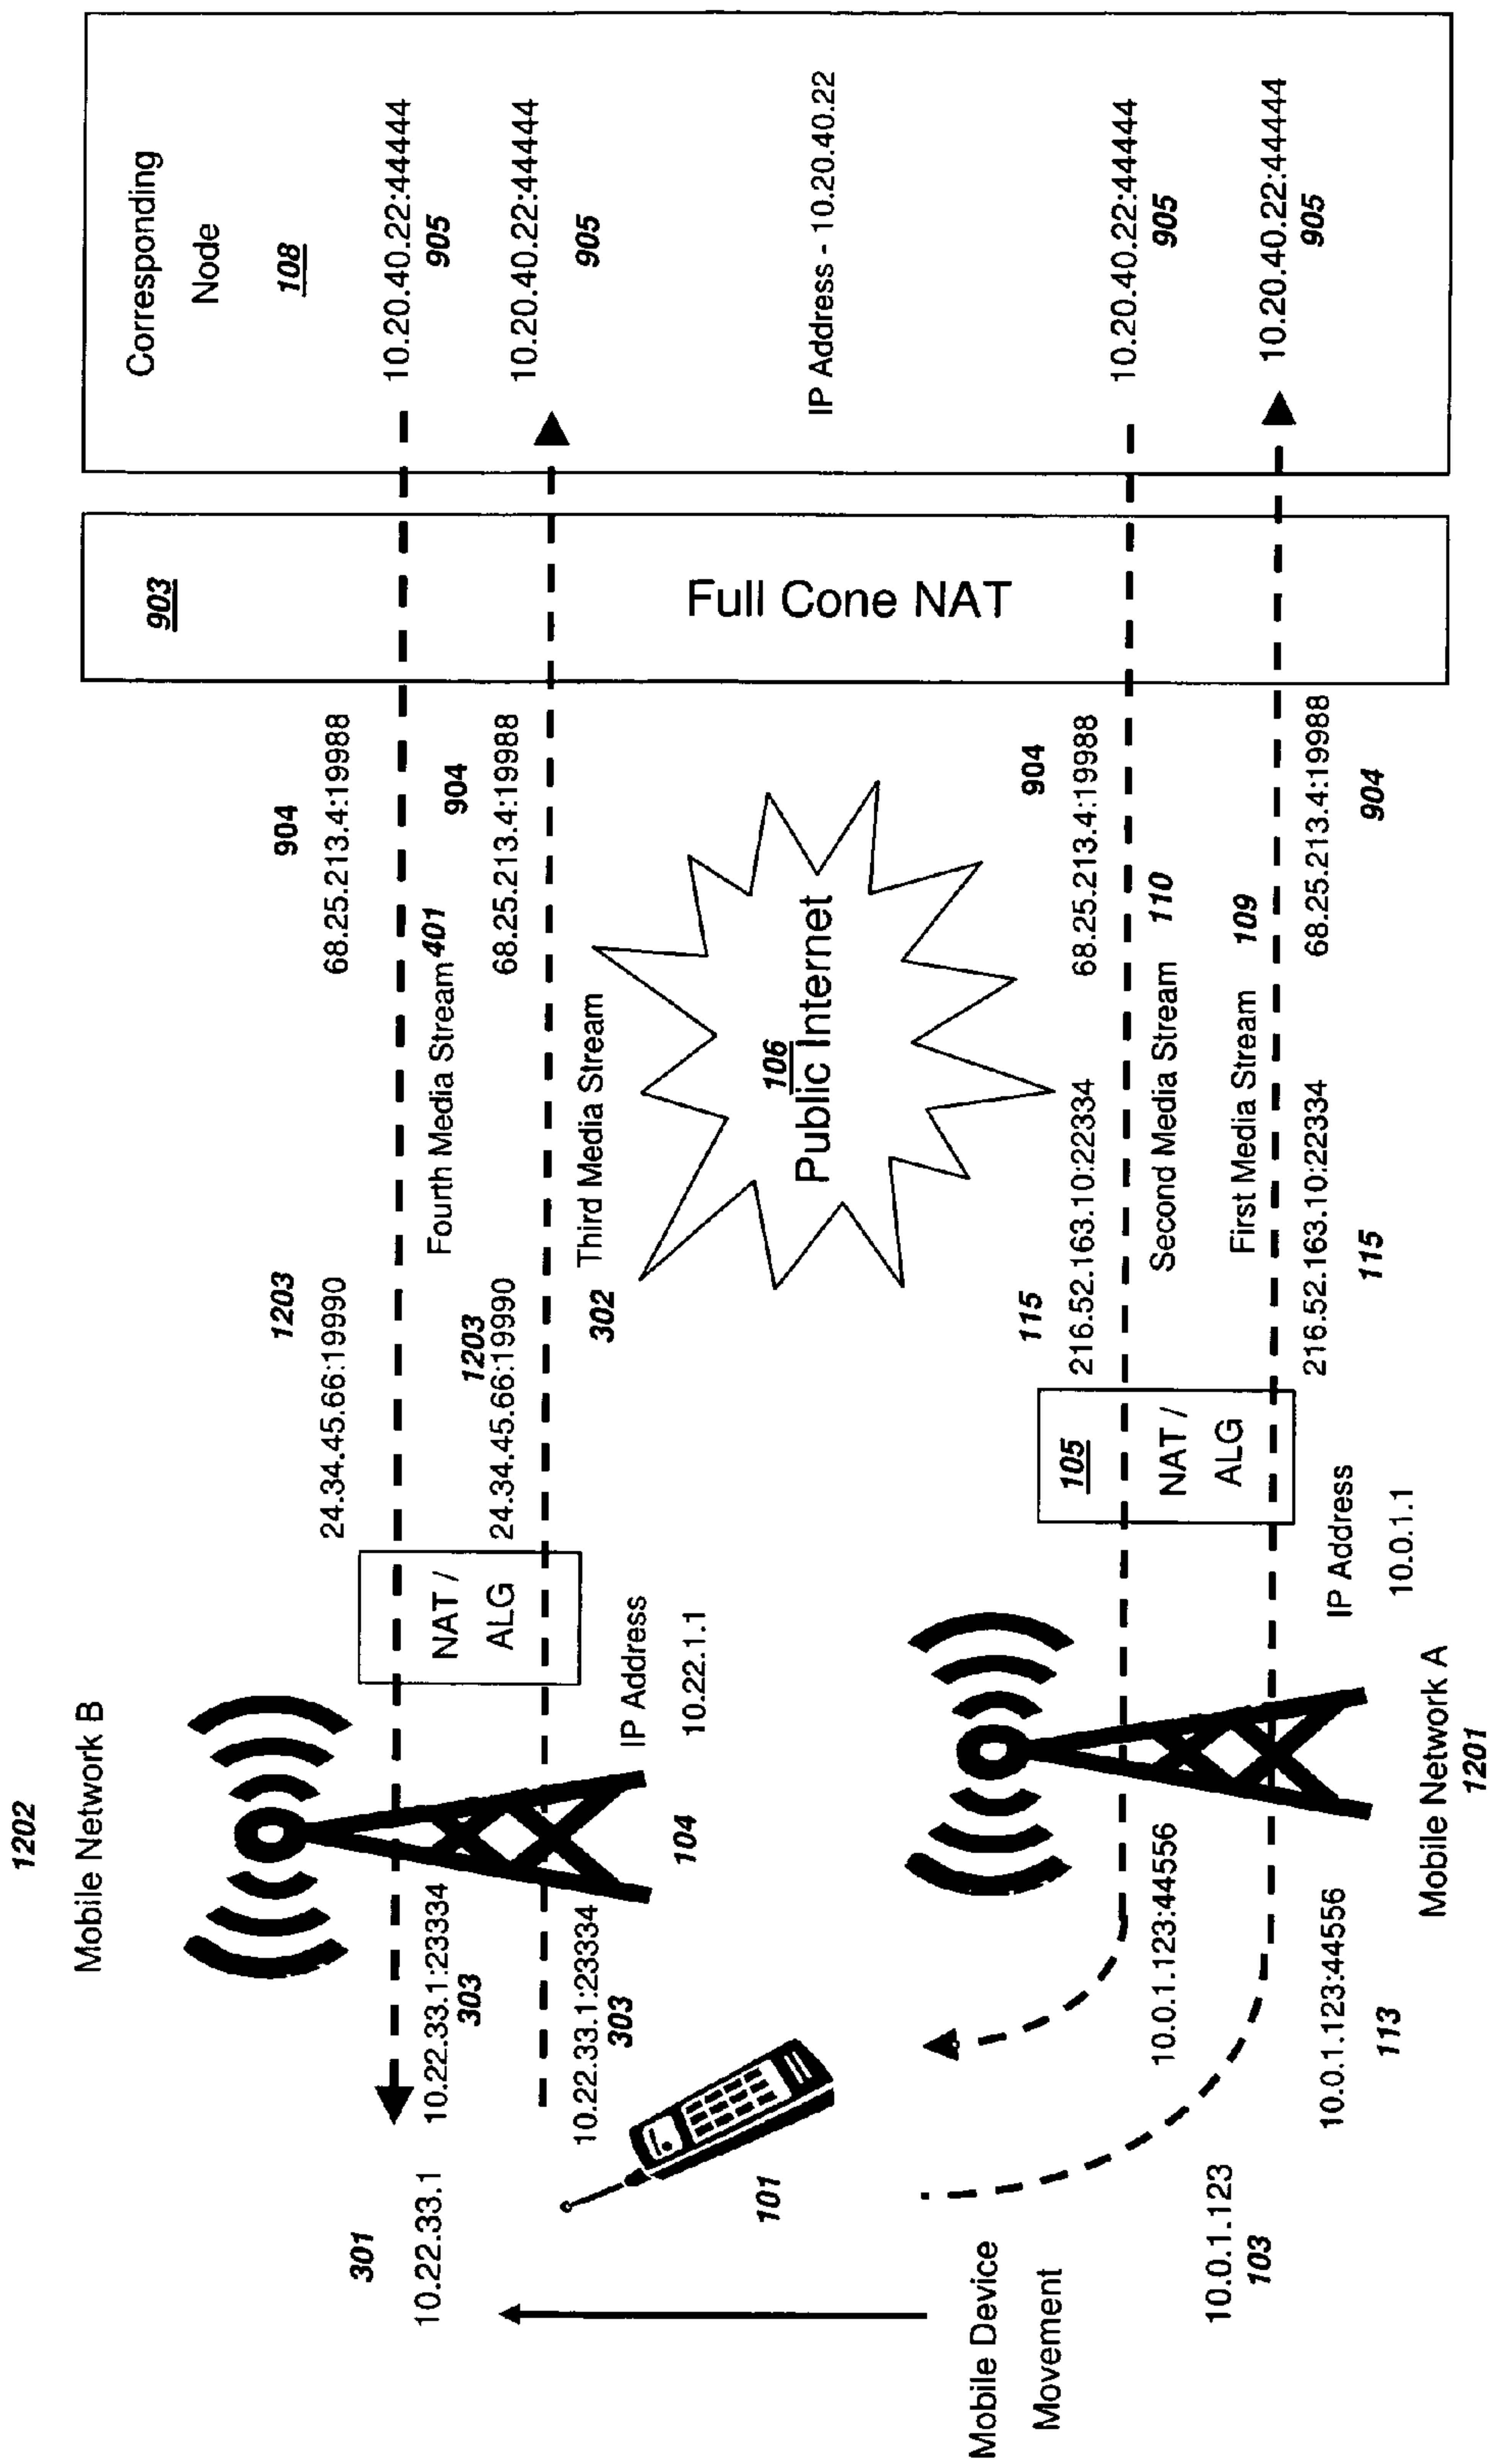 1202
Mobile Network B
301
10.22.33.1
10.22.33.1:23334
303
10.22.33.1:23334
303
104
IP Address
10.22.1.1
NAT /
ALG
1203
24.34.45.66:19990
1203
24.34.45.66:19990
Fourth Media Stream 401
Third Media Stream
302
904
68.25.213.4:19988
904
68.25.213.4:19988
903
Full Cone NAT
Corresponding
Node
108
10.20.40.22:44444
905
10.20.40.22:44444
905
IP Address - 10.20.40.22
10.20.40.22:44444
905
10.20.40.22:44444
905
106
Public Internet
101
Mobile Device
Movement
10.0.1.123
103
10.0.1.123:44556
10.0.1.123:44556
113
Mobile Network A
1201
IP Address
10.0.1.1
105
NAT /
ALG
115
216.52.163.10:22334
Second Media Stream 110
904
68.25.213.4:19988
First Media Stream 109
216.52.163.10:22334
115
68.25.213.4:19988
904